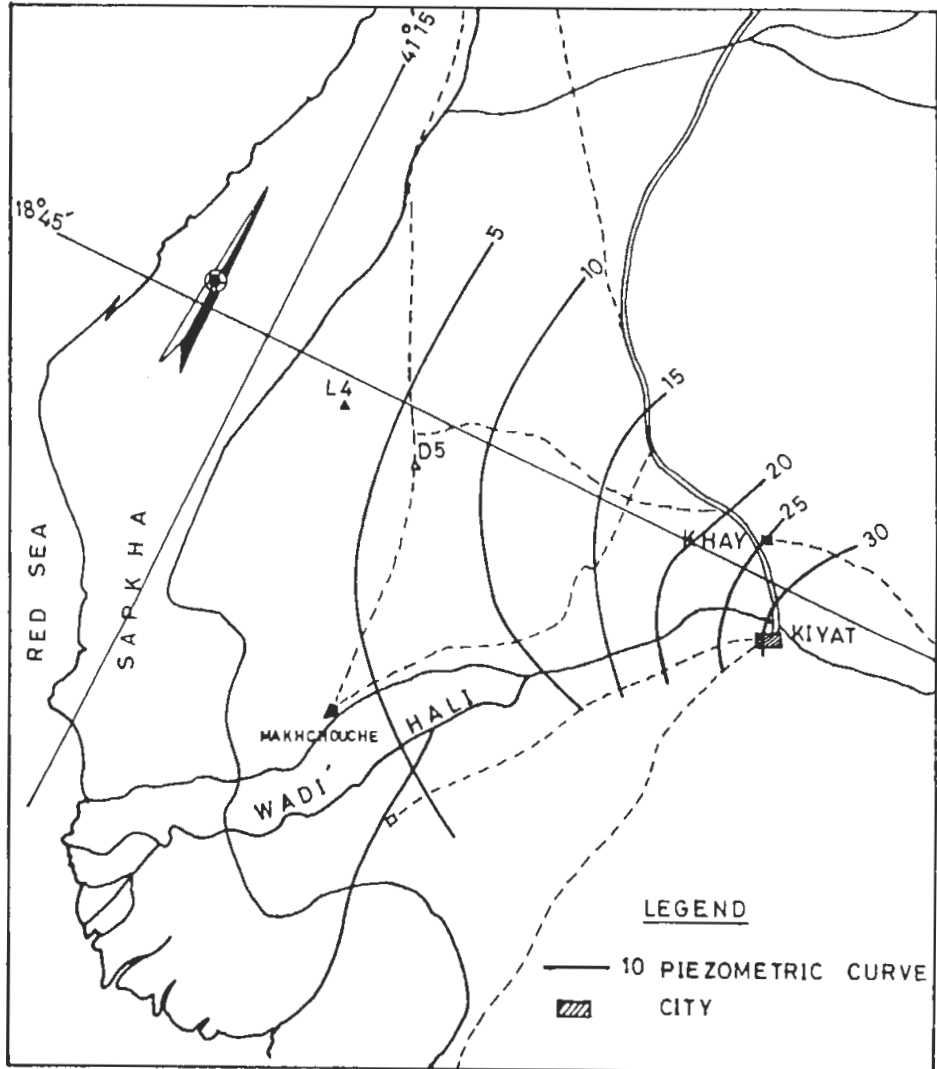 41°15
18°45′
5
10
L4
15
D5
20
25
KHAY
30
RED SEA
SAPKHA
KIYAT
MAKHCHOUCHE
WADI HALI
LEGEND
10 PIEZOMETRIC CURVE
CITY